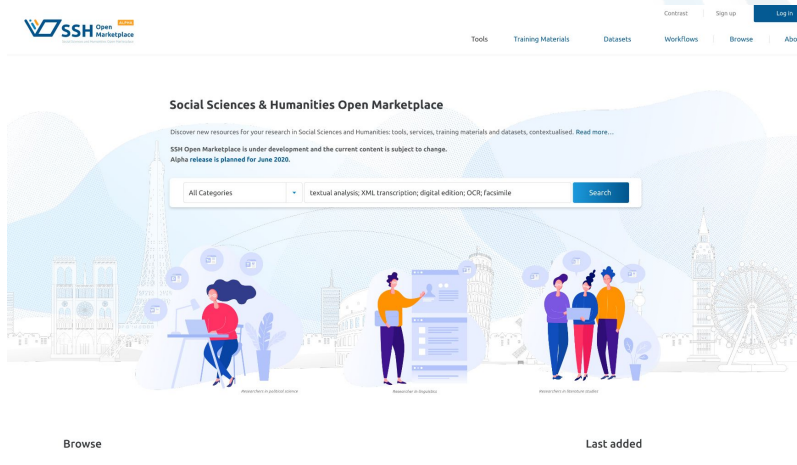 Contrast
Sign up
Log in
SSH Open Marketplace
ALPHA
Tools
Training Materials
Datasets
Workflows
Browse
Abo
Social Sciences & Humanities Open Marketplace
Discover new resources for your research in Social Sciences and Humanities: tools, services, training materials and datasets, contextualised. Read more...
SSH Open Marketplace is under development and the current content is subject to change.
Alpha release is planned for June 2020.
All Categories
textual analysis; XML transcription; digital edition; OCR; facsimile
Search
Researchers in political science
Researcher in linguistics
Researchers in literature studies
Browse
Last added